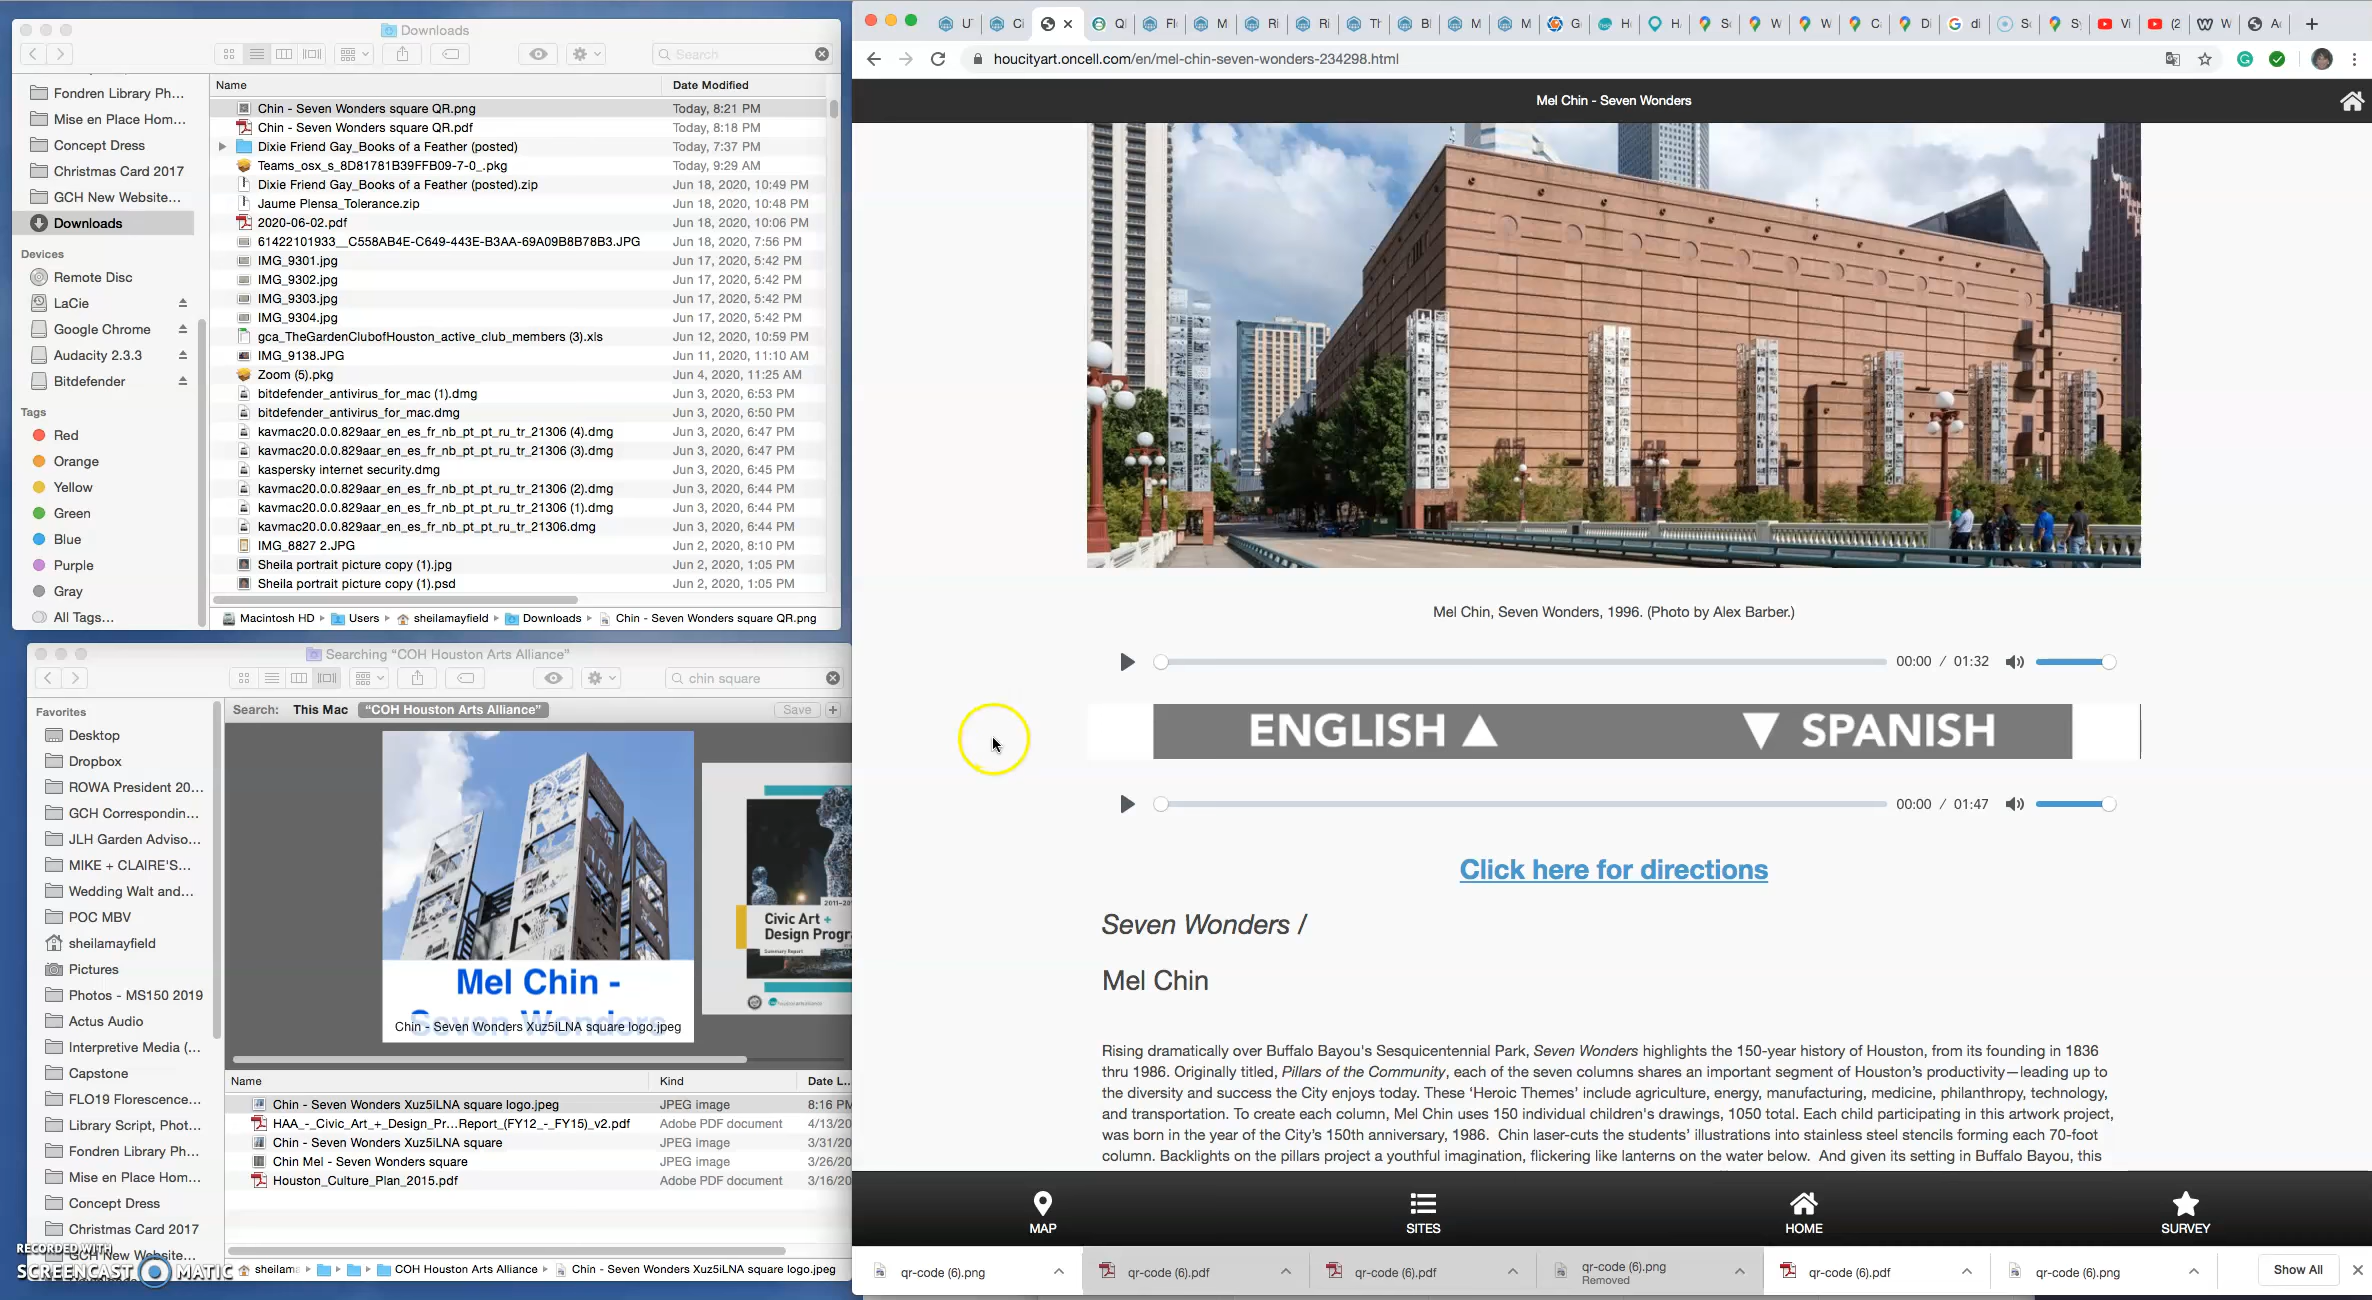 Downloads
Search
Fondren Library Ph...
Mise en Place Hom...
Concept Dress
Christmas Card 2017
GCH New Website...
Downloads
Devices
Remote Disc
LaCie
Google Chrome
Audacity 2.3.3
Bitdefender
Tags
Red
Orange
Yellow
Green
Blue
Purple
Gray
All Tags...
Name Date Modified
Chin - Seven Wonders square QR.png Today, 8:21 PM
Chin - Seven Wonders square QR.pdf Today, 8:18 PM
Dixie Friend Gay_Books of a Feather (posted) Today, 7:37 PM
Teams_osx_s_8D81781B39FFB09-7-0_.pkg Today, 9:29 AM
Dixie Friend Gay_Books of a Feather (posted).zip Jun 18, 2020, 10:49 PM
Jaume Plensa_Tolerance.zip Jun 18, 2020, 10:48 PM
2020-06-02.pdf Jun 18, 2020, 10:06 PM
61422101933__C558AB4E-C649-443E-B3AA-69A09B8B78B3.JPG Jun 18, 2020, 7:56 PM
IMG_9301.jpg Jun 17, 2020, 5:42 PM
IMG_9302.jpg Jun 17, 2020, 5:42 PM
IMG_9303.jpg Jun 17, 2020, 5:42 PM
IMG_9304.jpg Jun 17, 2020, 5:42 PM
gca_TheGardenClubofHouston_active_club_members (3).xls Jun 12, 2020, 10:59 PM
IMG_9138.JPG Jun 11, 2020, 11:10 AM
Zoom (5).pkg Jun 4, 2020, 11:25 AM
bitdefender_antivirus_for_mac (1).dmg Jun 3, 2020, 6:53 PM
bitdefender_antivirus_for_mac.dmg Jun 3, 2020, 6:50 PM
kavmac20.0.0.829aar_en_es_fr_nb_pt_pt_ru_tr_21306 (4).dmg Jun 3, 2020, 6:47 PM
kavmac20.0.0.829aar_en_es_fr_nb_pt_pt_ru_tr_21306 (3).dmg Jun 3, 2020, 6:47 PM
kaspersky internet security.dmg Jun 3, 2020, 6:45 PM
kavmac20.0.0.829aar_en_es_fr_nb_pt_pt_ru_tr_21306 (2).dmg Jun 3, 2020, 6:44 PM
kavmac20.0.0.829aar_en_es_fr_nb_pt_pt_ru_tr_21306 (1).dmg Jun 3, 2020, 6:44 PM
kavmac20.0.0.829aar_en_es_fr_nb_pt_pt_ru_tr_21306.dmg Jun 3, 2020, 6:44 PM
IMG_8827 2.JPG Jun 2, 2020, 8:10 PM
Sheila portrait picture copy (1).jpg Jun 2, 2020, 1:05 PM
Sheila portrait picture copy (1).psd Jun 2, 2020, 1:05 PM
Macintosh HD Users sheilamayfield Downloads Chin - Seven Wonders square QR.png
Searching “COH Houston Arts Alliance”
chin square
Search: This Mac “COH Houston Arts Alliance” Save +
Favorites
Desktop
Dropbox
ROWA President 20...
GCH Correspondin...
JLH Garden Adviso...
MIKE + CLAIRE'S...
Wedding Walt and...
POC MBV
sheilamayfield
Pictures
Photos - MS150 2019
Actus Audio
Interpretive Media (...
Capstone
FLO19 Florescence...
Library Script, Phot...
Fondren Library Ph...
Mise en Place Hom...
Concept Dress
Christmas Card 2017
GCH New Website...
Mel Chin -
Seven Wonders
Chin - Seven Wonders Xuz5iLNA square logo.jpeg
Civic Art +
Design Progr
Summary Report
Name Kind Date L...
Chin - Seven Wonders Xuz5iLNA square logo.jpeg JPEG image 8:16 PM
HAA_-_Civic_Art_+_Design_Pr...Report_(FY12_-_FY15)_v2.pdf Adobe PDF document 4/13/20
Chin - Seven Wonders Xuz5iLNA square JPEG image 3/31/20
Chin Mel - Seven Wonders square JPEG image 3/26/20
Houston_Culture_Plan_2015.pdf Adobe PDF document 3/16/20
sheilama COH Houston Arts Alliance Chin - Seven Wonders Xuz5iLNA square logo.jpeg
RECORDED WITH
SCREENCAST MATIC
houcityart.oncell.com/en/mel-chin-seven-wonders-234298.html
Mel Chin - Seven Wonders
Mel Chin, Seven Wonders, 1996. (Photo by Alex Barber.)
00:00 / 01:32
ENGLISH ▲ ▼ SPANISH
00:00 / 01:47
Click here for directions
Seven Wonders /
Mel Chin
Rising dramatically over Buffalo Bayou's Sesquicentennial Park, Seven Wonders highlights the 150-year history of Houston, from its founding in 1836
thru 1986. Originally titled, Pillars of the Community, each of the seven columns shares an important segment of Houston’s productivity—leading up to
the diversity and success the City enjoys today. These ‘Heroic Themes’ include agriculture, energy, manufacturing, medicine, philanthropy, technology,
and transportation. To create each column, Mel Chin uses 150 individual children's drawings, 1050 total. Each child participating in this artwork project,
was born in the year of the City’s 150th anniversary, 1986. Chin laser-cuts the students’ illustrations into stainless steel stencils forming each 70-foot
column. Backlights on the pillars project a youthful imagination, flickering like lanterns on the water below. And given its setting in Buffalo Bayou, this
MAP SITES HOME SURVEY
qr-code (6).png qr-code (6).pdf qr-code (6).pdf qr-code (6).png qr-code (6).pdf qr-code (6).png Show All
Removed